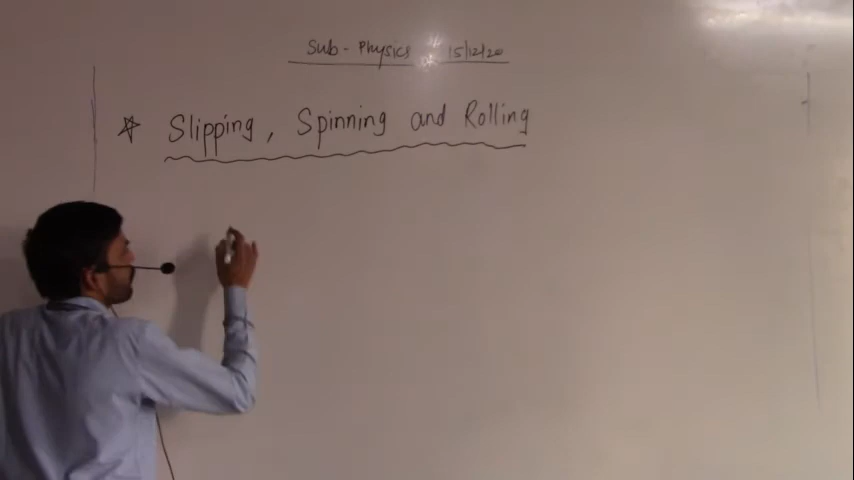 Sub - Physics 15/12/20
☆ Slipping, Spinning and Rolling